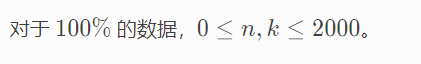 对于 100% 的数据，0 ≤ n, k ≤ 2000。